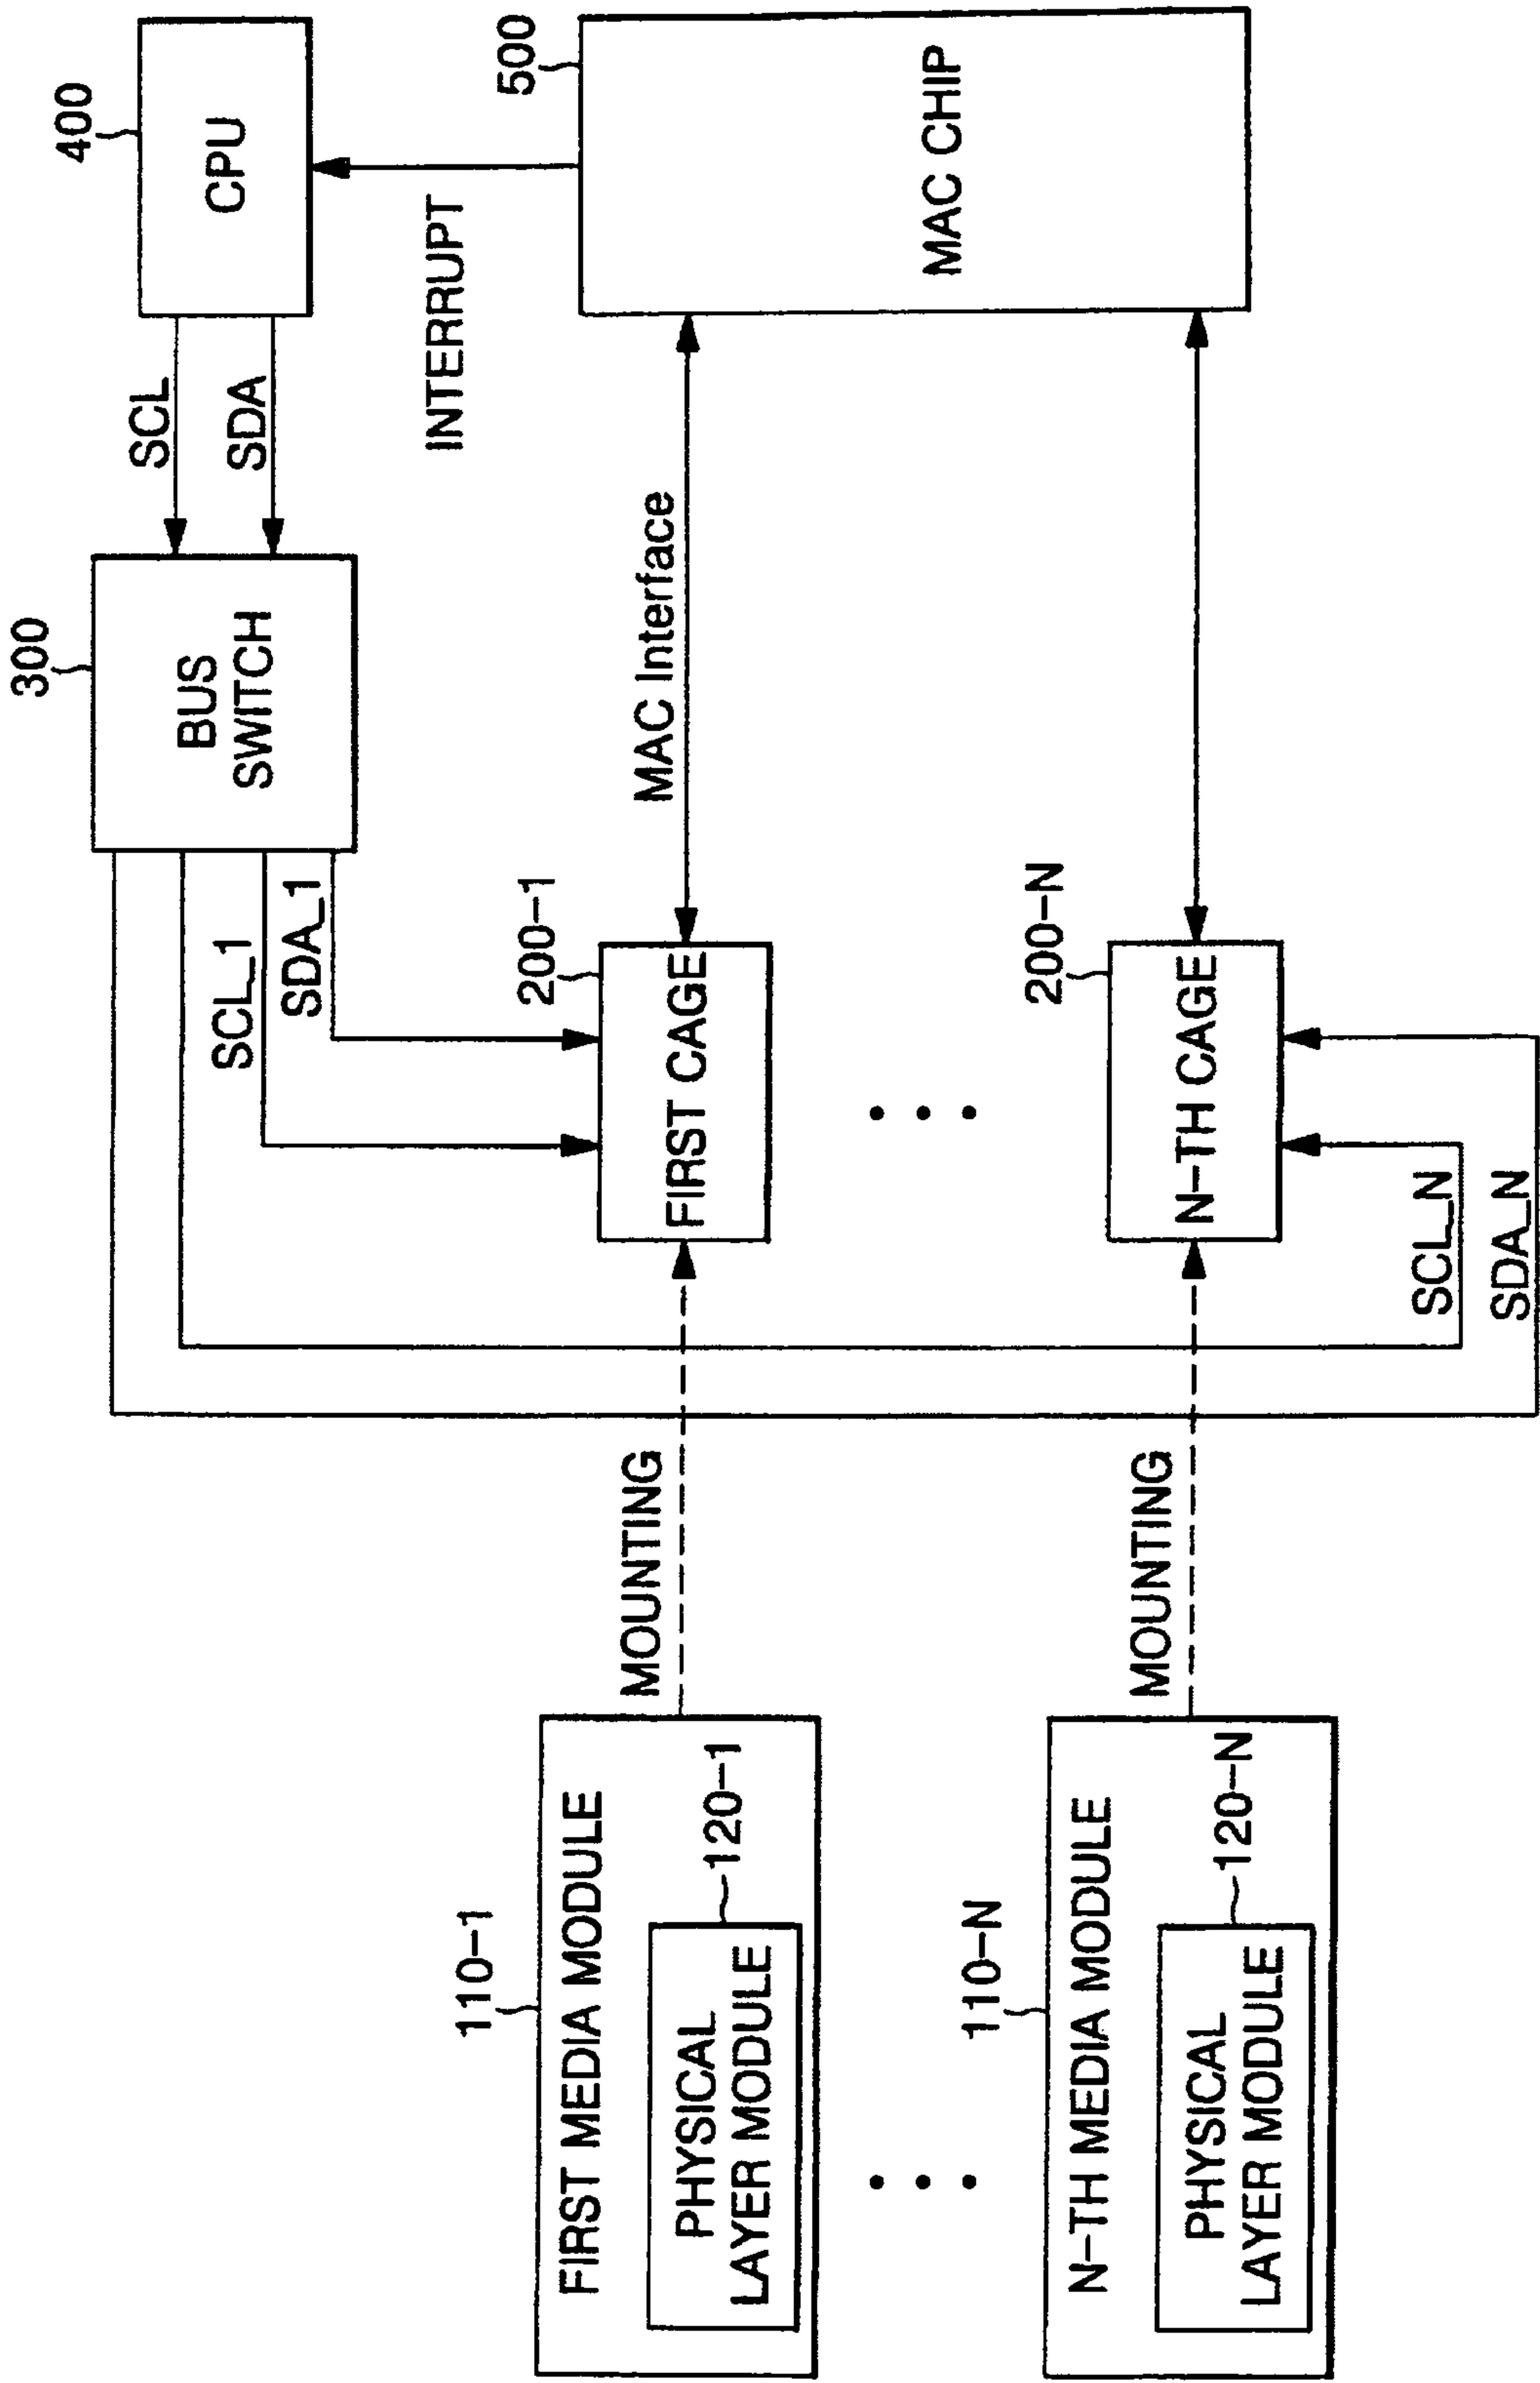 300
400
BUS
SWITCH
SCL
SDA
CPU
SCL_1
SDA_1
INTERRUPT
500
110-1
FIRST MEDIA MODULE
PHYSICAL
LAYER MODULE
120-1
MOUNTING
200-1
FIRST CAGE
MAC Interface
MAC CHIP
110-N
N-TH MEDIA MODULE
PHYSICAL
LAYER MODULE
120-N
MOUNTING
200-N
N-TH CAGE
SCL_N
SDA_N